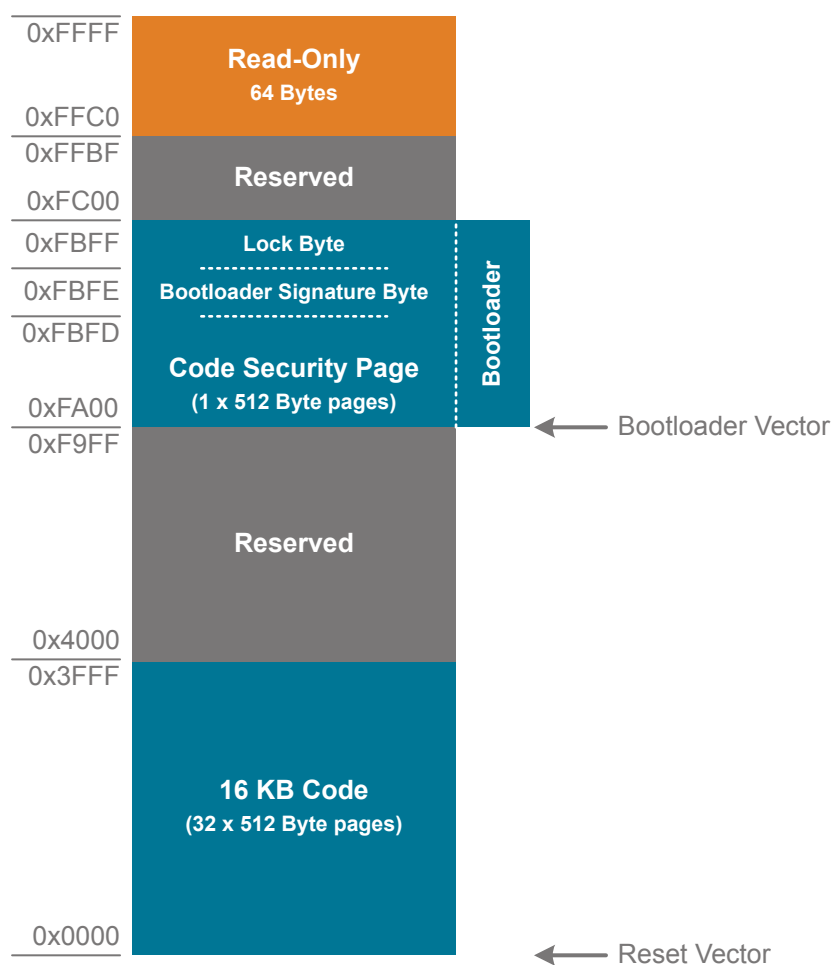 0xFFFF
Read-Only
64 Bytes
0xFFC0
0xFFBF
Reserved
0xFC00
0xFBFF
Lock Byte
0xFBFE
Bootloader Signature Byte
0xFBFD
Code Security Page
(1 x 512 Byte pages)
Bootloader
0xFA00
Bootloader Vector
0xF9FF
Reserved
0x4000
0x3FFF
16 KB Code
(32 x 512 Byte pages)
0x0000
Reset Vector